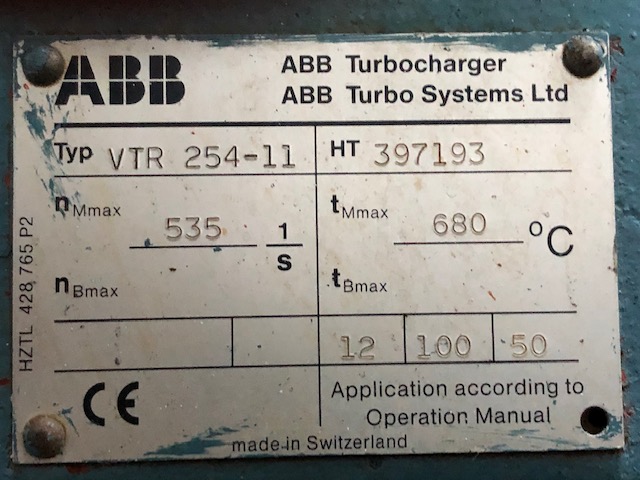 ABB
ABB Turbocharger
ABB Turbo Systems Ltd
Typ VTR 254-11 HT 397193
nMmax 535 1/s tMmax 680 °C
nBmax tBmax
12 100 50
CE Application according to
Operation Manual
made in Switzerland
HZTL 428 765 P2